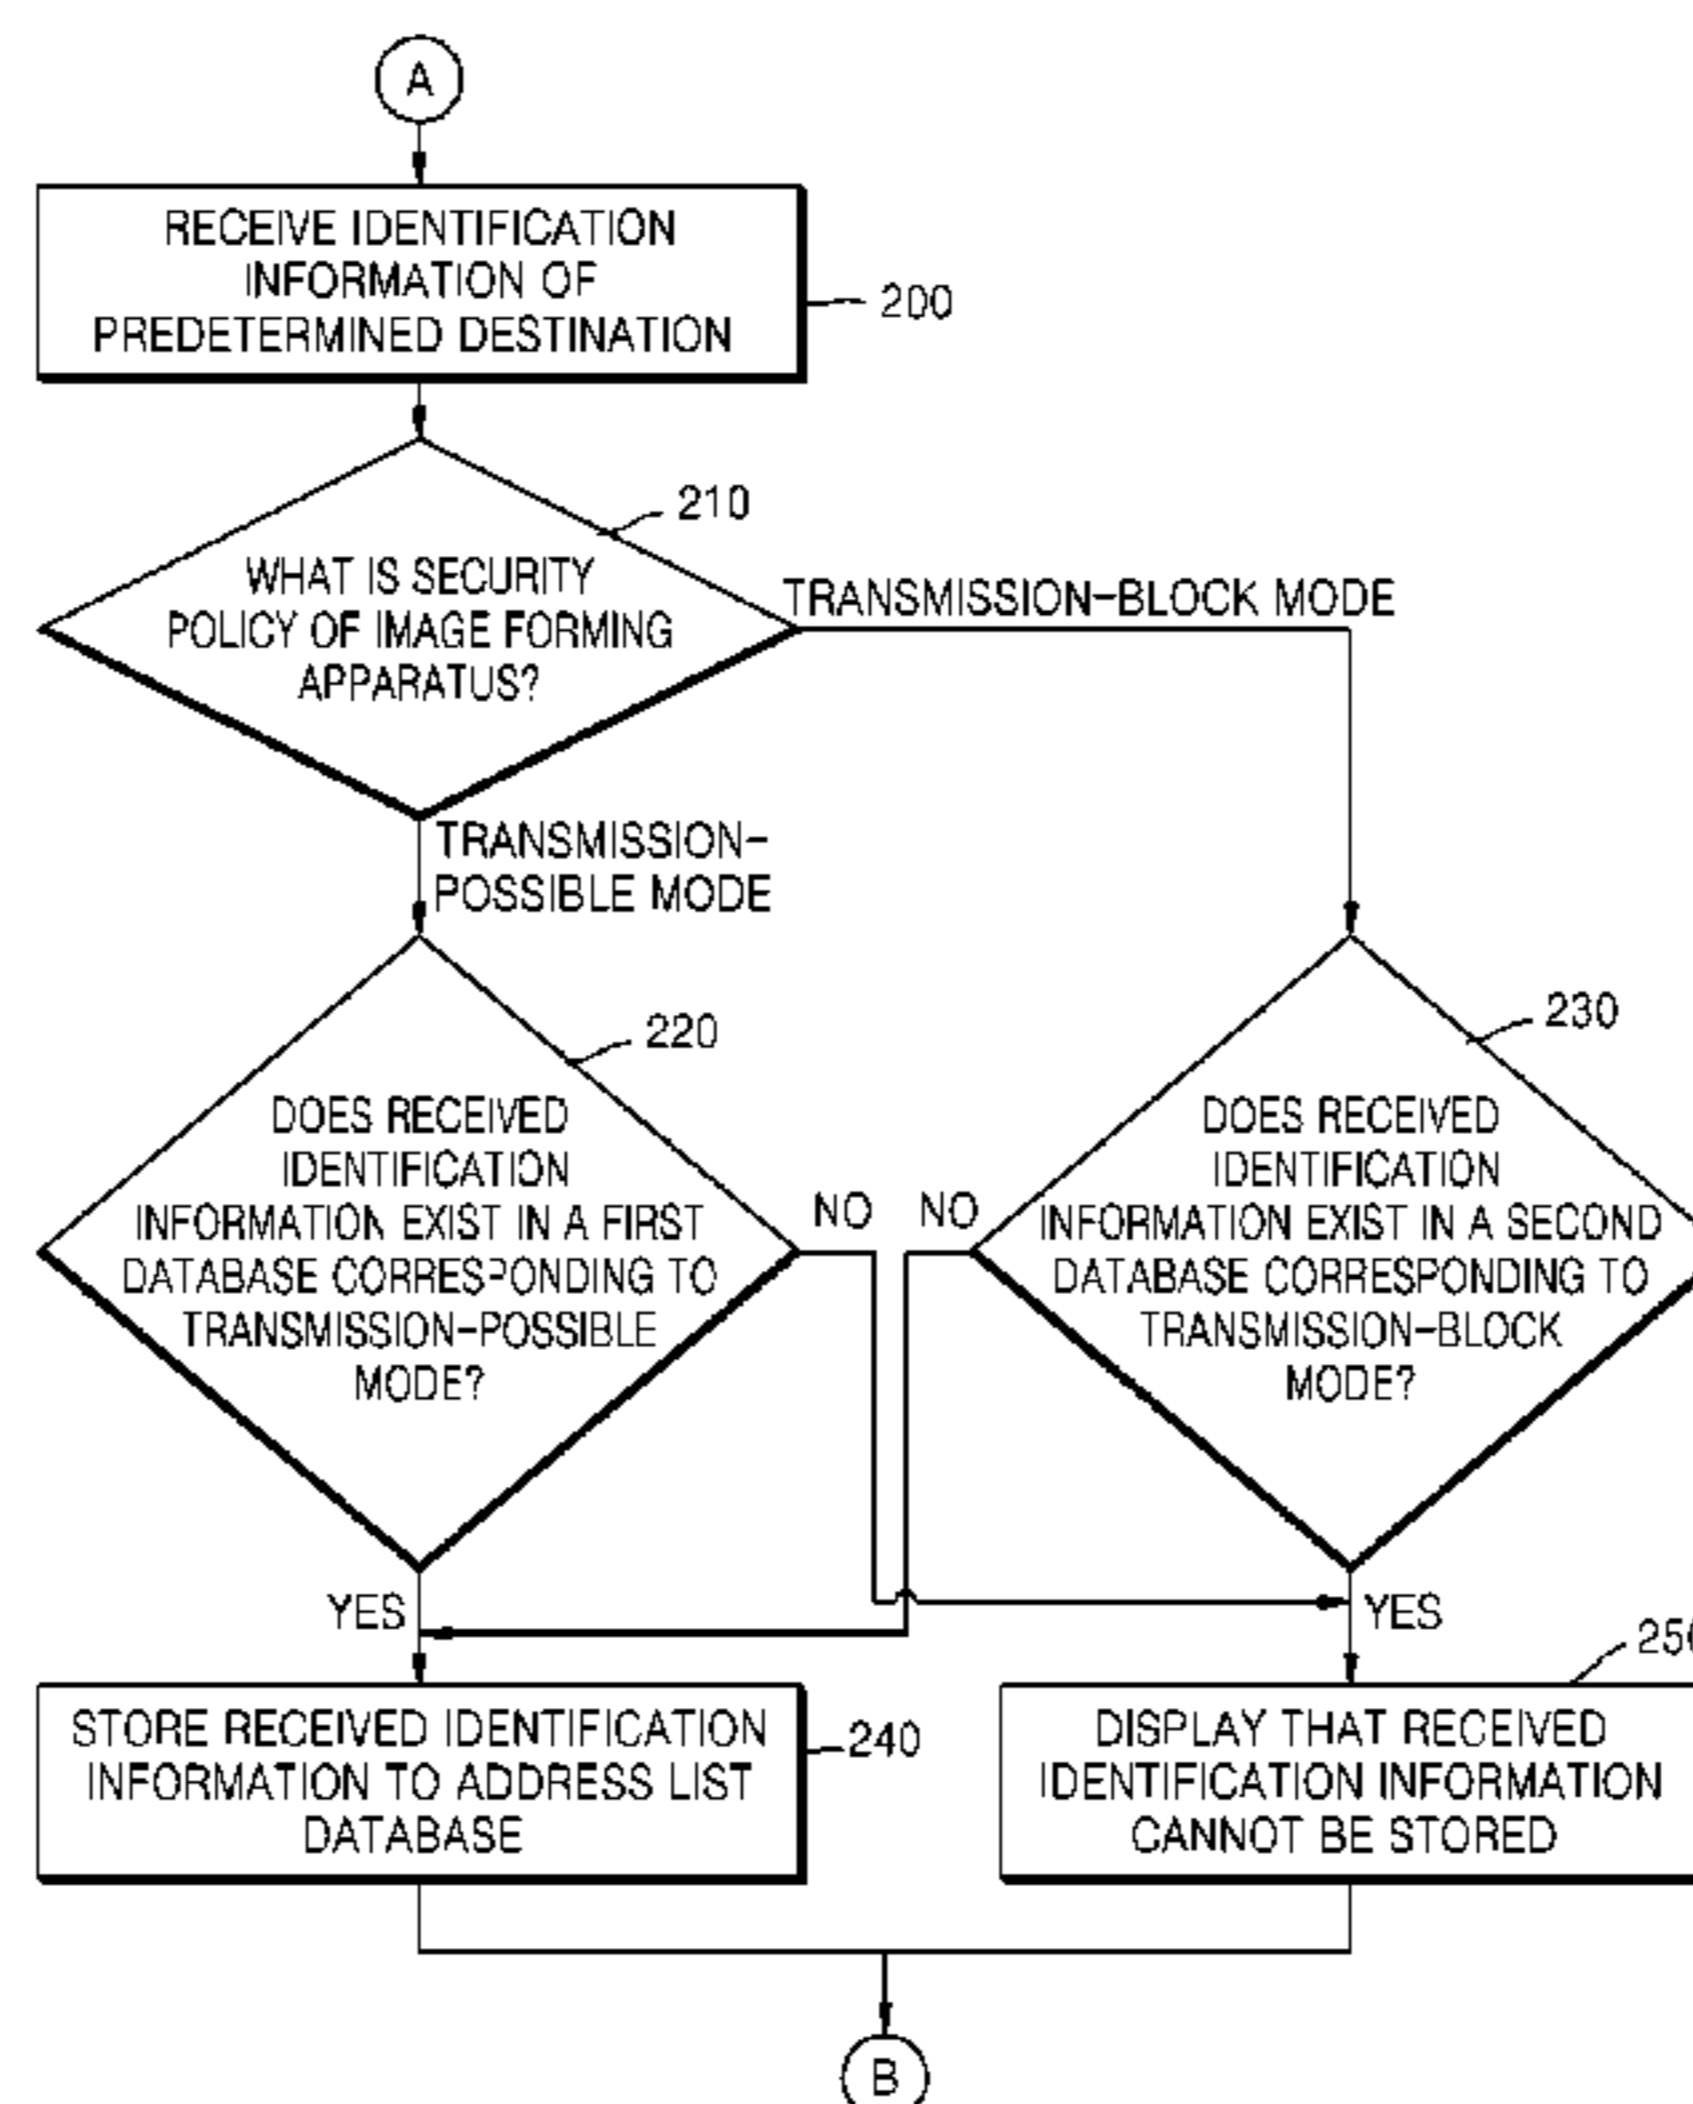 A
RECEIVE IDENTIFICATION
INFORMATION OF
PREDETERMINED DESTINATION
200
210
WHAT IS SECURITY
POLICY OF IMAGE FORMING
APPARATUS?
TRANSMISSION-BLOCK MODE
TRANSMISSION-
POSSIBLE MODE
220
DOES RECEIVED
IDENTIFICATION
INFORMATION EXIST IN A FIRST
DATABASE CORRESPONDING TO
TRANSMISSION-POSSIBLE
MODE?
NO
230
DOES RECEIVED
IDENTIFICATION
INFORMATION EXIST IN A SECOND
DATABASE CORRESPONDING TO
TRANSMISSION-BLOCK
MODE?
NO
YES
YES
STORE RECEIVED IDENTIFICATION
INFORMATION TO ADDRESS LIST
DATABASE
240
250
DISPLAY THAT RECEIVED
IDENTIFICATION INFORMATION
CANNOT BE STORED
B